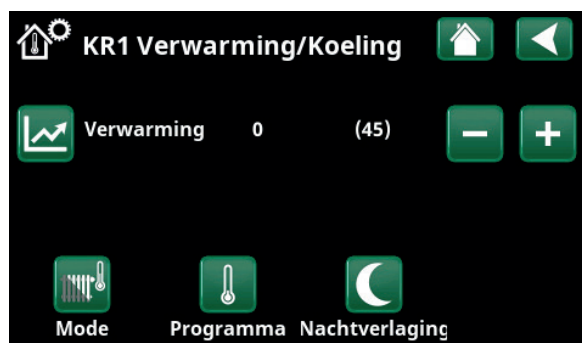 KR1 Verwarming/Koeling
Verwarming 0 (45)
Mode Programma Nachtverlaging